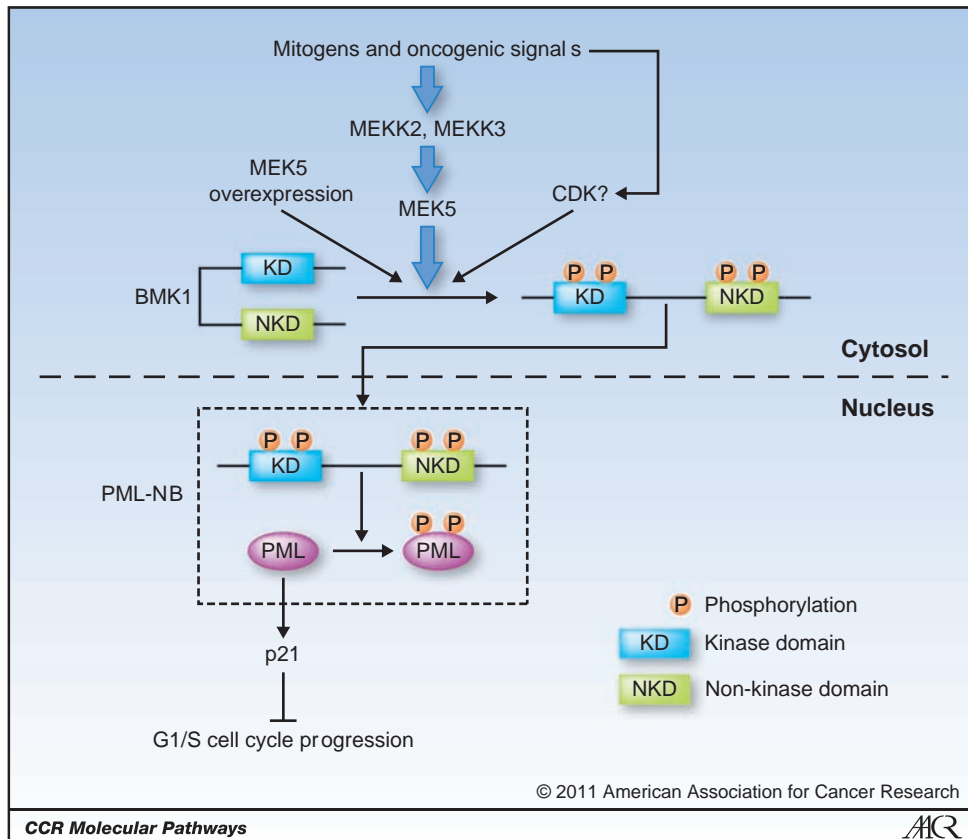 Mitogens and oncogenic signal s
MEKK2, MEKK3
MEK5
overexpression
MEK5
CDK?
BMK1
KD
NKD
P P
KD
P P
NKD
Cytosol
Nucleus
PML-NB
P P
KD
P P
NKD
PML
P P
PML
p21
G1/S cell cycle progression
P Phosphorylation
KD Kinase domain
NKD Non-kinase domain
© 2011 American Association for Cancer Research
CCR Molecular Pathways
AACR